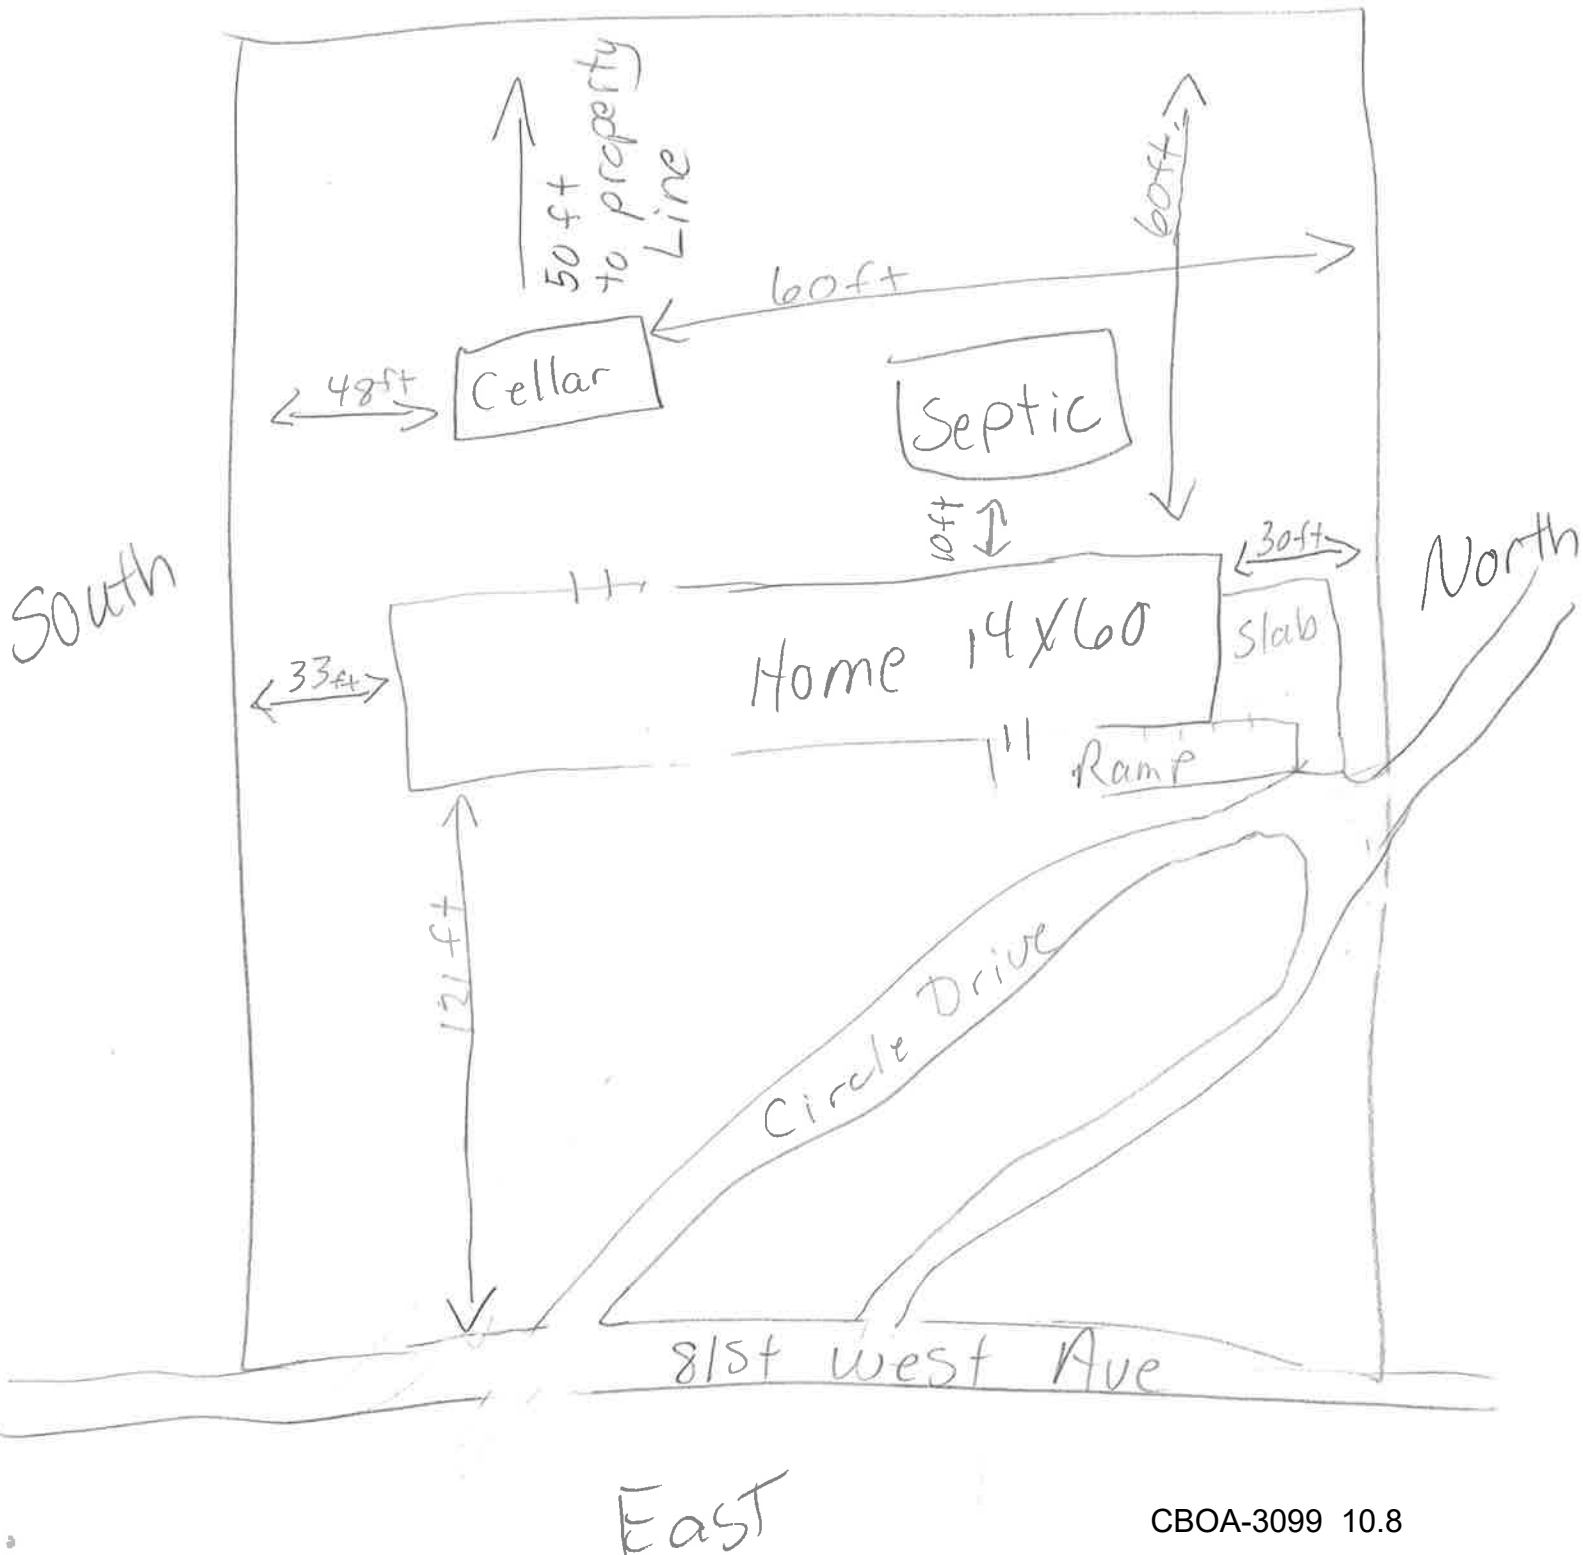 50 ft
to property
Line
60ft.
60ft
48ft
Cellar
Septic
10ft
30ft
South
North
Slab
Home 14X60
33ft
Ramp
121 ft
Circle Drive
81st west Ave
East
CBOA-3099 10.8